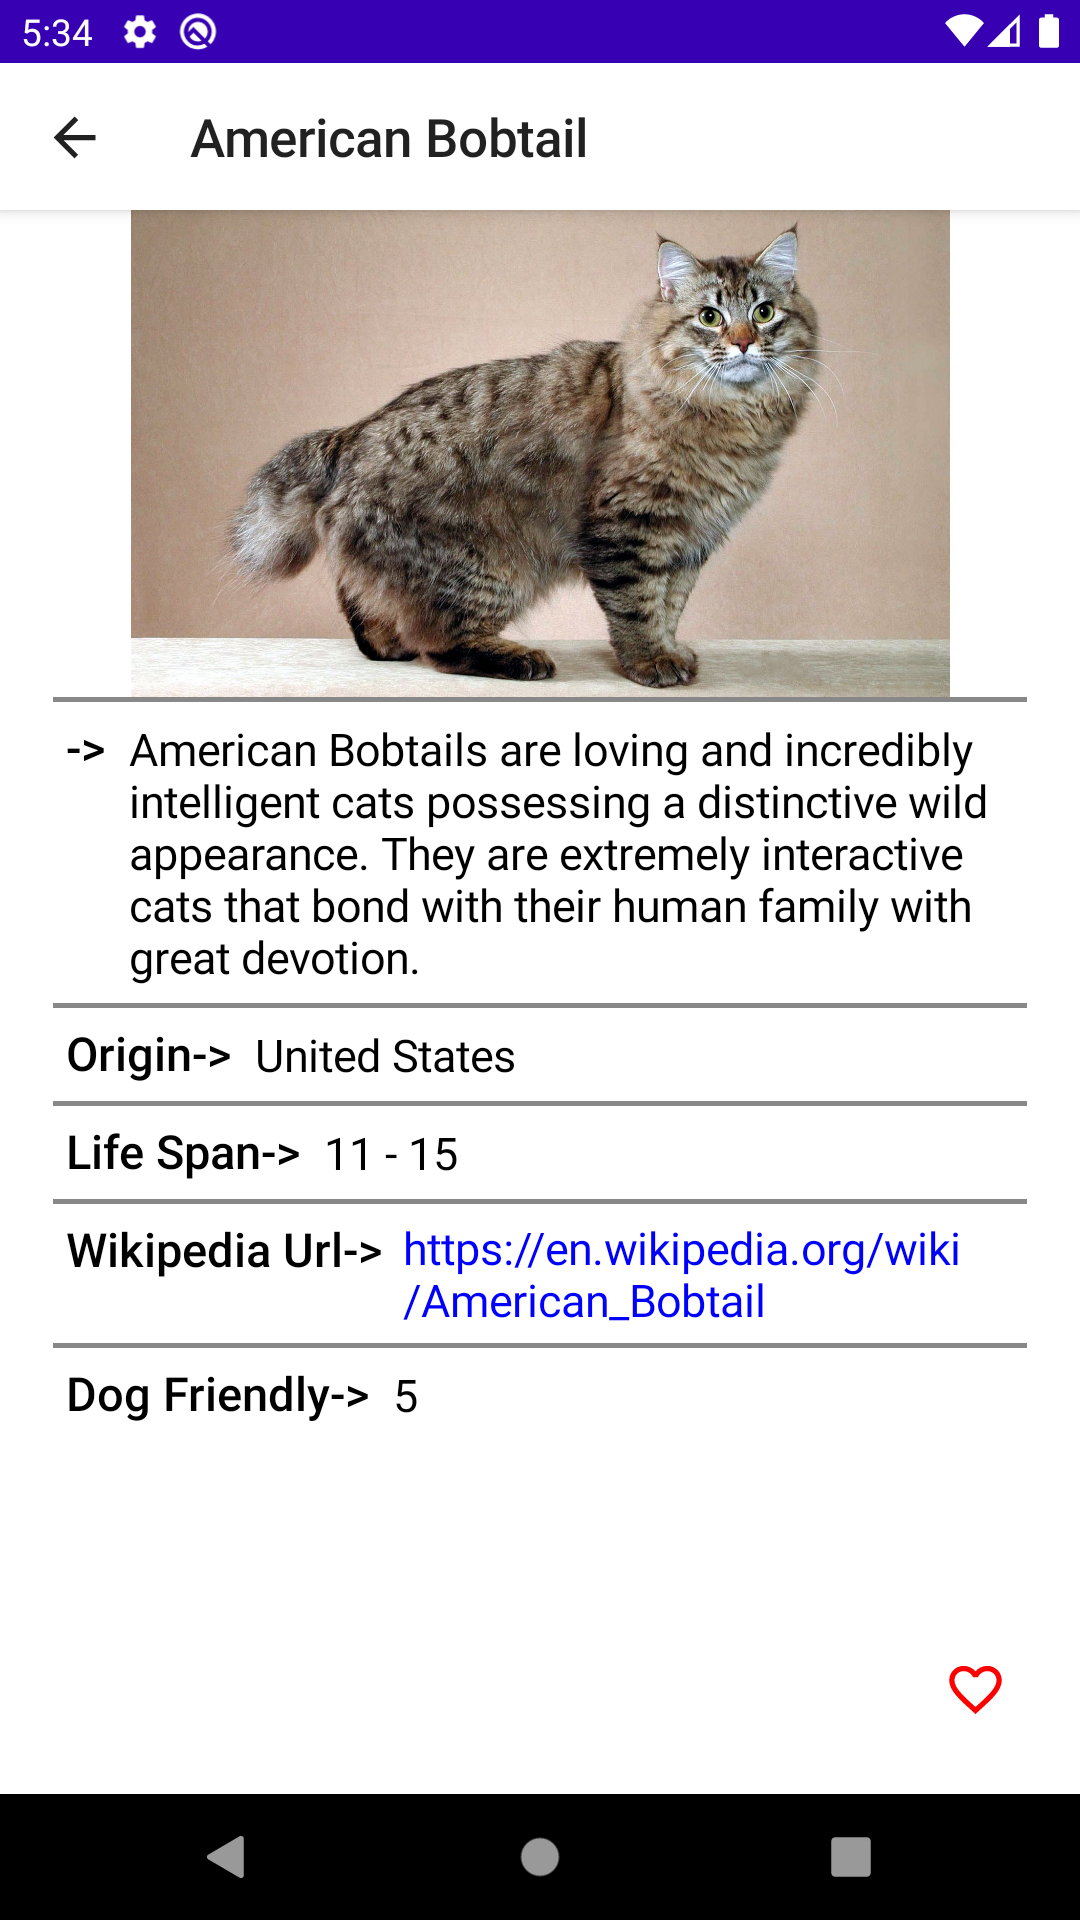 5:34
American Bobtail
-> American Bobtails are loving and incredibly
intelligent cats possessing a distinctive wild
appearance. They are extremely interactive
cats that bond with their human family with
great devotion.
Origin-> United States
Life Span-> 11 - 15
Wikipedia Url-> https://en.wikipedia.org/wiki
/American_Bobtail
Dog Friendly-> 5